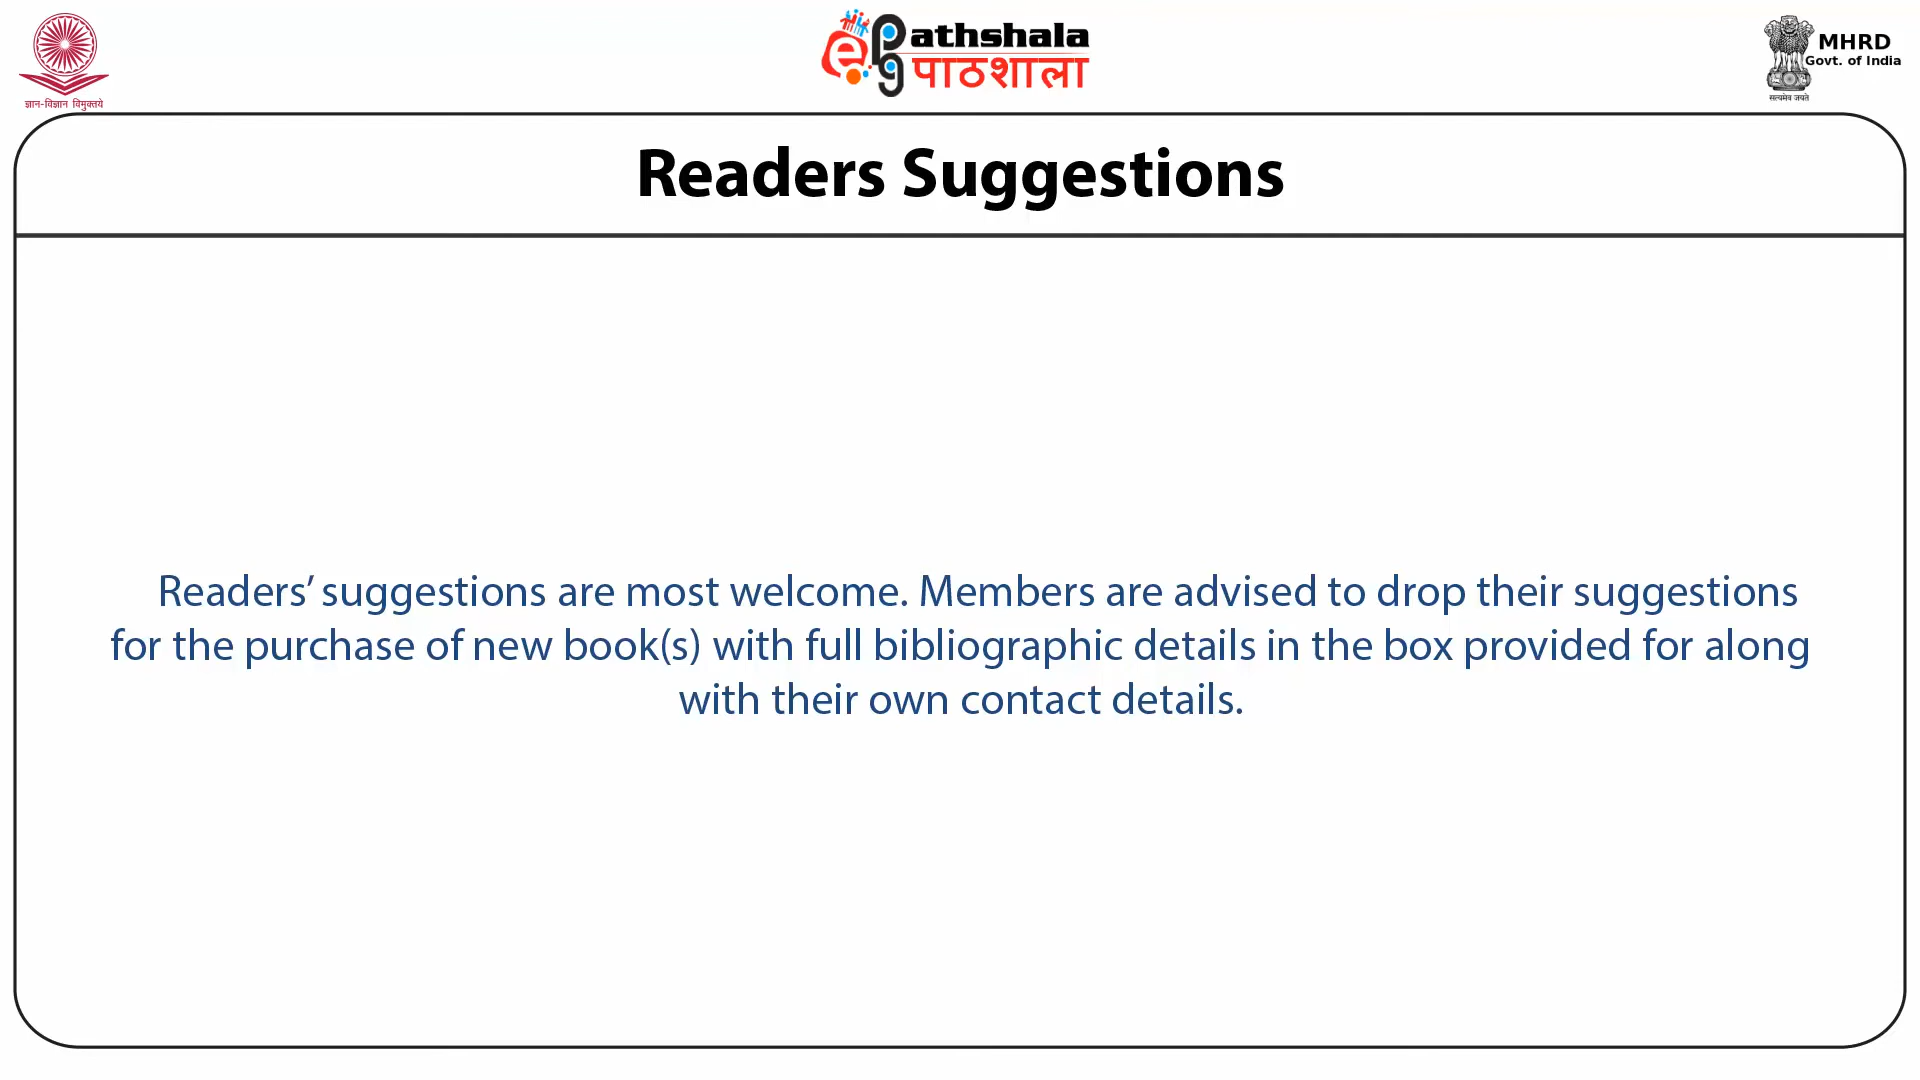 ज्ञान-विज्ञान विमुक्तये
ePG Pathshala
पाठशाला
MHRD
Govt. of India
सत्यमेव जयते
Readers Suggestions
Readers’ suggestions are most welcome. Members are advised to drop their suggestions
for the purchase of new book(s) with full bibliographic details in the box provided for along
with their own contact details.